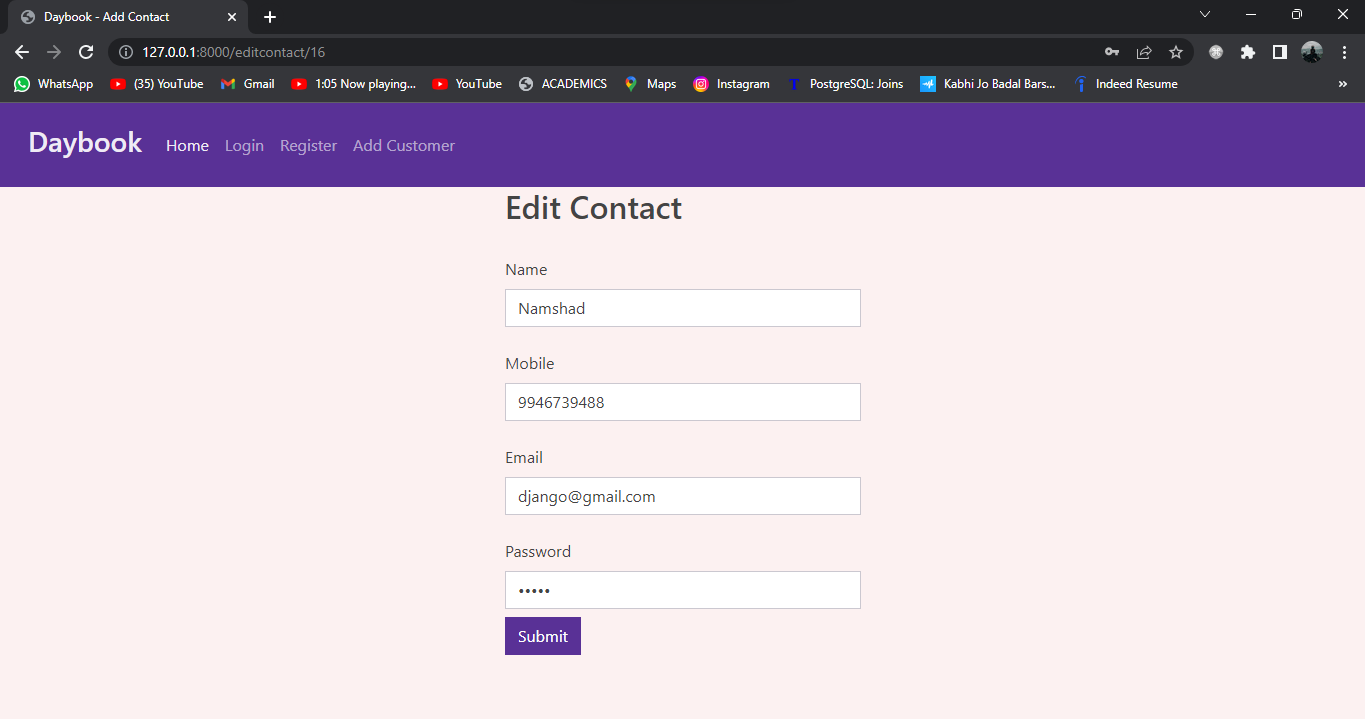 Daybook - Add Contact
127.0.0.1:8000/editcontact/16
WhatsApp (35) YouTube Gmail 1:05 Now playing... YouTube ACADEMICS Maps Instagram T PostgreSQL: Joins Kabhi Jo Badal Bars... Indeed Resume »
Daybook Home Login Register Add Customer
Edit Contact
Name
Namshad
Mobile
9946739488
Email
django@gmail.com
Password
•••••
Submit